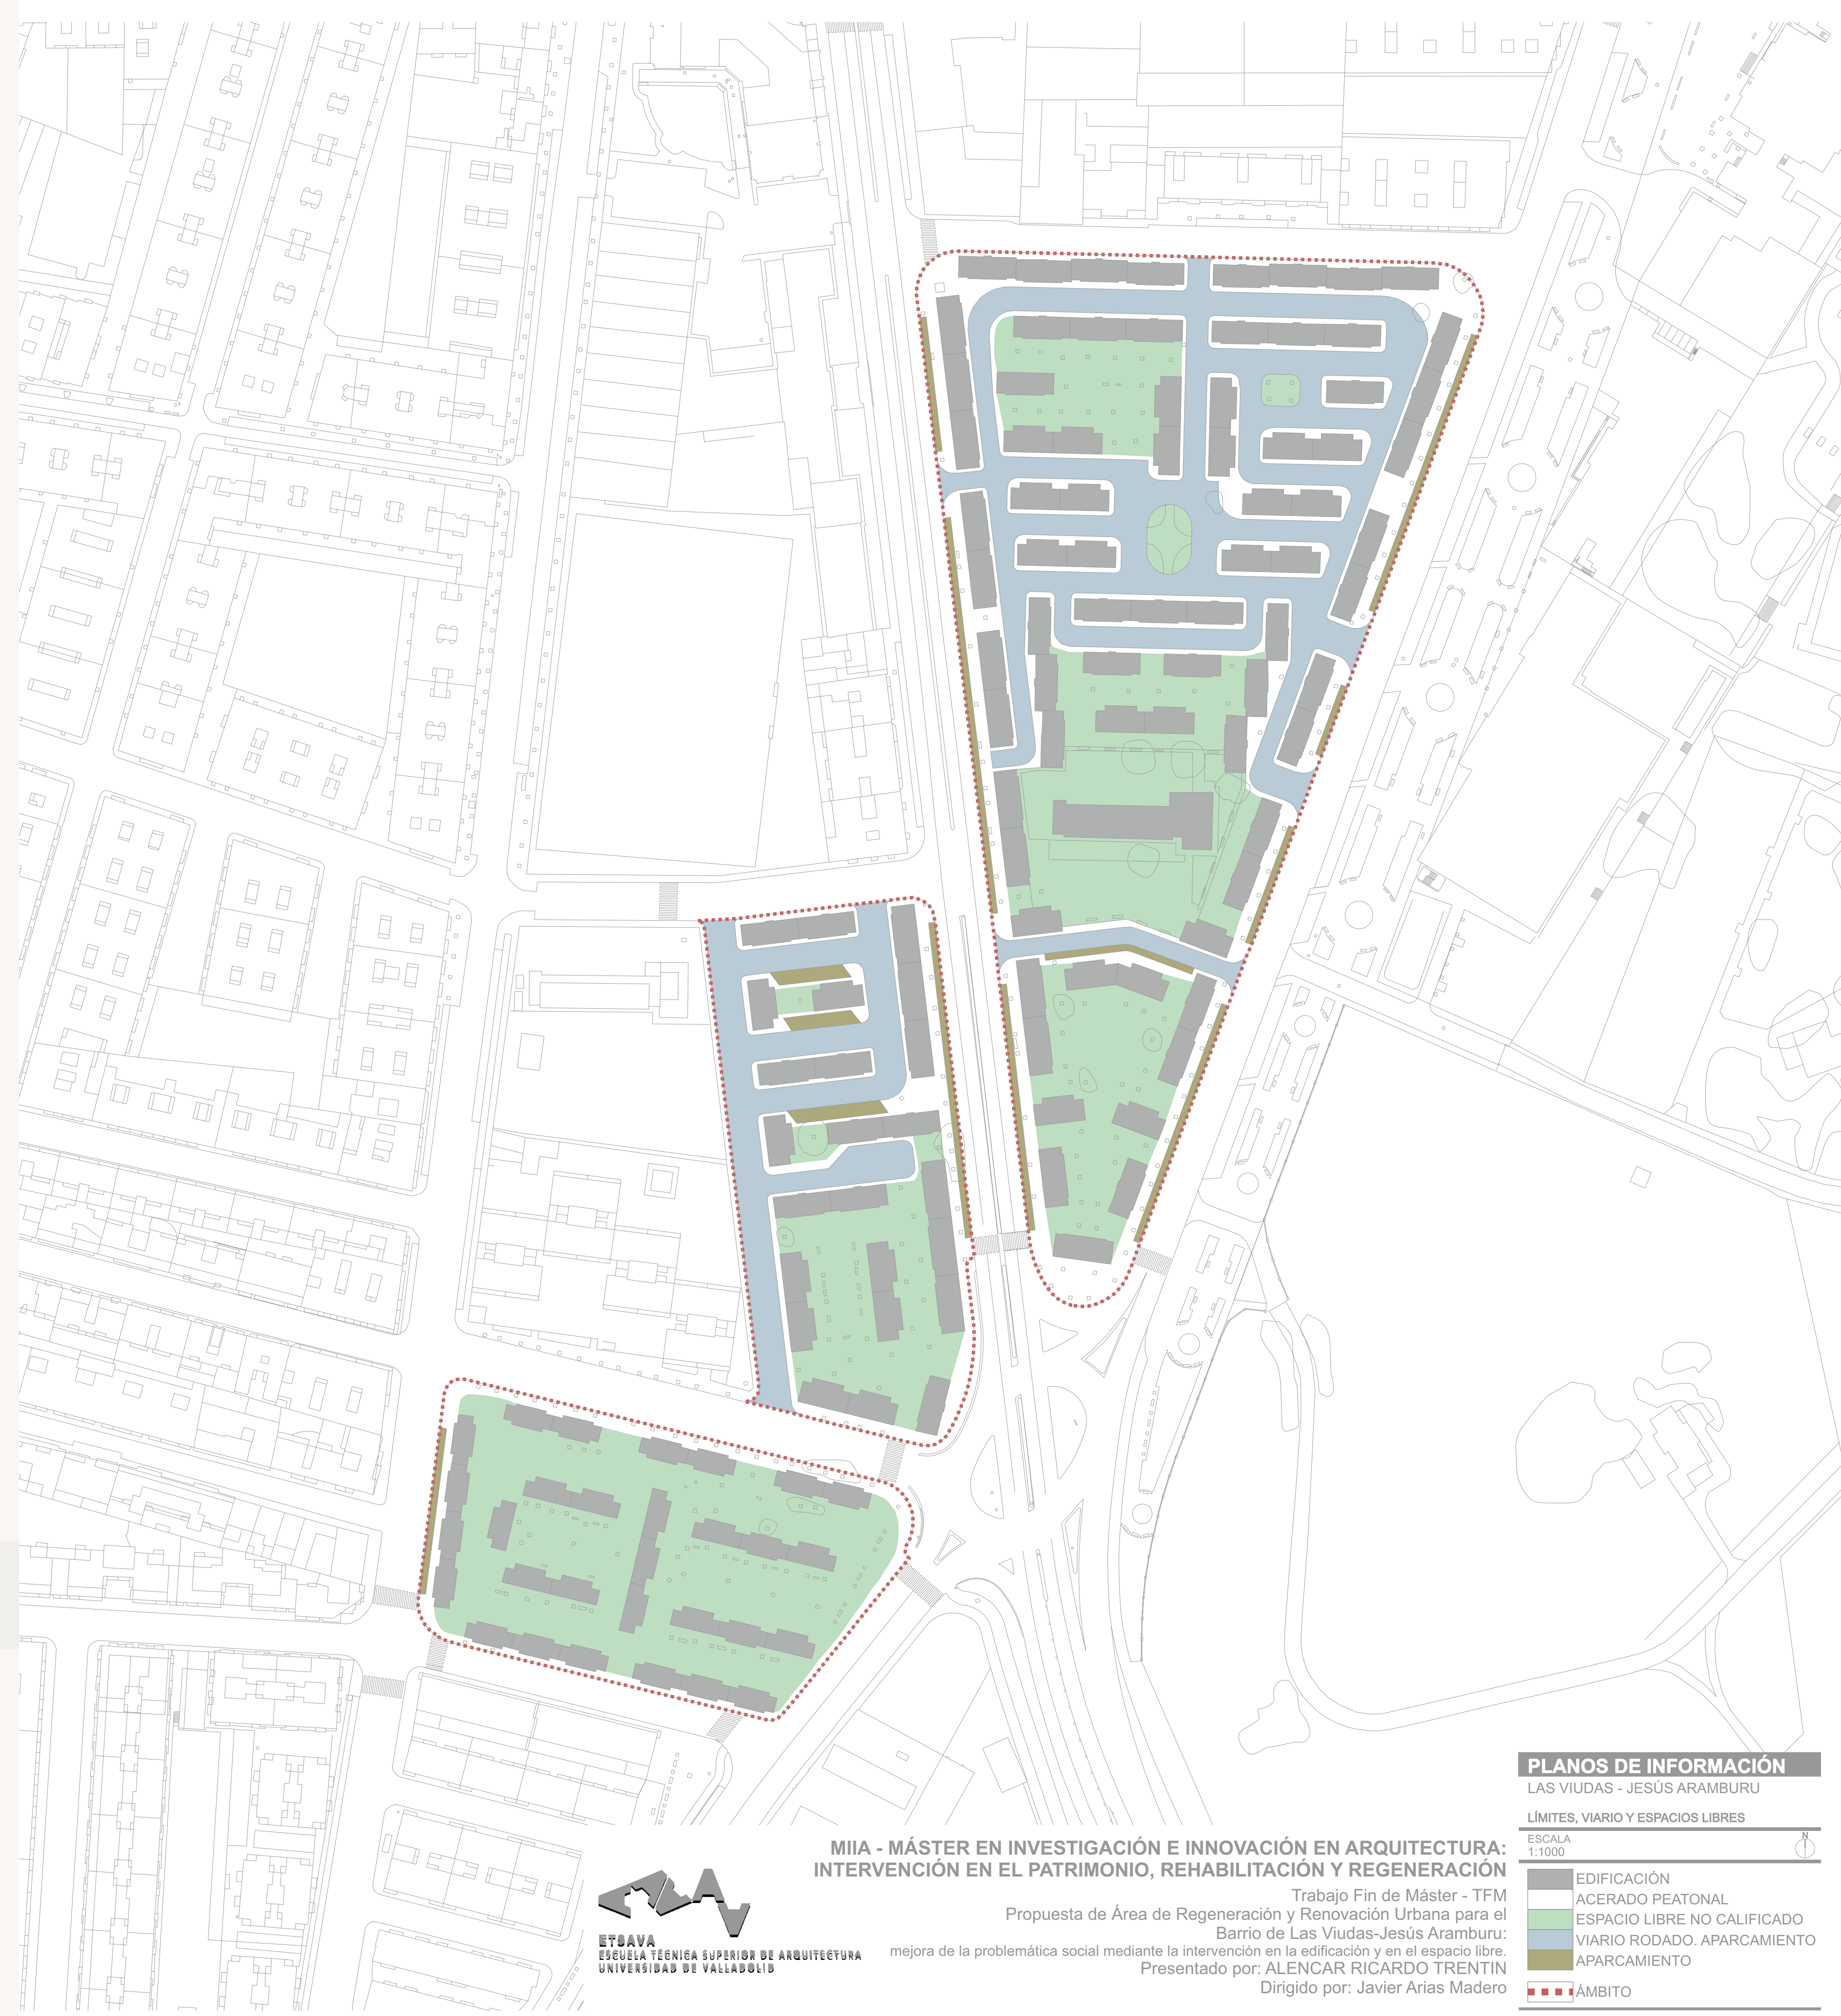 PLANOS DE INFORMACIÓN
LAS VIUDAS - JESÚS ARAMBURU
LÍMITES, VIARIO Y ESPACIOS LIBRES
ESCALA
1:1000
N
EDIFICACIÓN
ACERADO PEATONAL
ESPACIO LIBRE NO CALIFICADO
VIARIO RODADO. APARCAMIENTO
APARCAMIENTO
ÁMBITO
MIIA - MÁSTER EN INVESTIGACIÓN E INNOVACIÓN EN ARQUITECTURA:
INTERVENCIÓN EN EL PATRIMONIO, REHABILITACIÓN Y REGENERACIÓN
Trabajo Fin de Máster - TFM
Propuesta de Área de Regeneración y Renovación Urbana para el
Barrio de Las Viudas-Jesús Aramburu:
mejora de la problemática social mediante la intervención en la edificación y en el espacio libre.
Presentado por: ALENCAR RICARDO TRENTIN
Dirigido por: Javier Arias Madero
ETSAVA
ESCUELA TÉCNICA SUPERIOR DE ARQUITECTURA
UNIVERSIDAD DE VALLADOLID